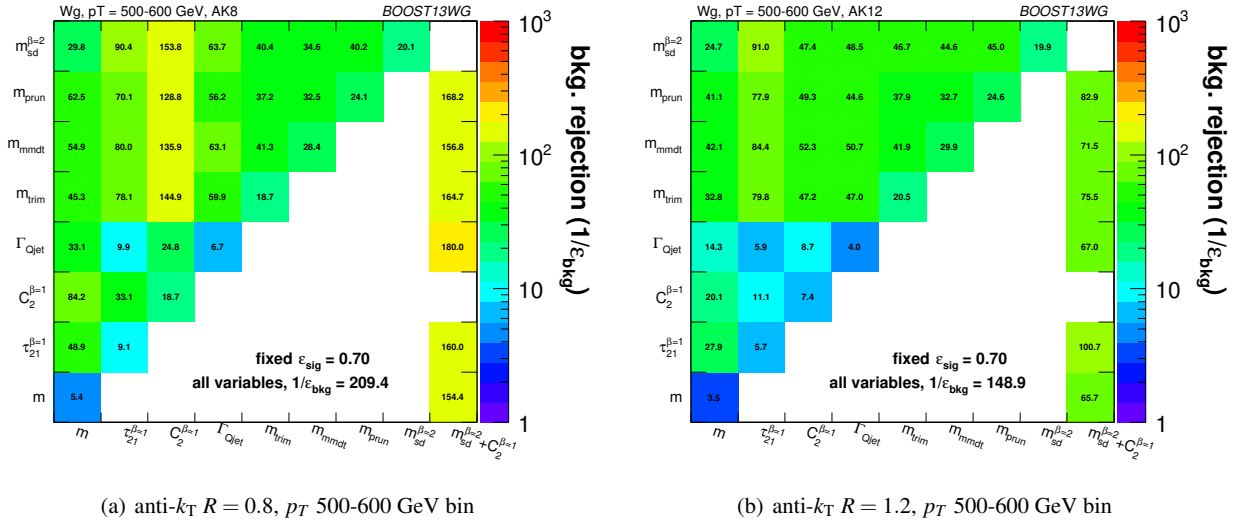 Wg, pT = 500-600 GeV, AK8 BOOST13WG
m_sd^β=2 29.8 90.4 153.8 63.7 40.4 34.6 40.2 20.1
m_prun 62.5 70.1 128.8 56.2 37.2 32.5 24.1 168.2
m_mmdt 54.9 80.0 135.9 63.1 41.3 28.4 156.8
m_trim 45.3 78.1 144.9 59.9 18.7 164.7
Γ_Qjet 33.1 9.9 24.8 6.7 180.0
C_2^β=1 84.2 33.1 18.7
τ_21^β=1 48.9 9.1 160.0
m 5.4 154.4
fixed ε_sig = 0.70
all variables, 1/ε_bkg = 209.4
m τ_21^β=1 C_2^β=1 Γ_Qjet m_trim m_mmdt m_prun m_sd^β=2 m_sd^β=2+C_2^β=1
10^3
10^2
10
1
bkg. rejection (1/ε_bkg)
(a) anti-k_T R = 0.8, p_T 500-600 GeV bin
Wg, pT = 500-600 GeV, AK12 BOOST13WG
m_sd^β=2 24.7 91.0 47.4 48.5 46.7 44.6 45.0 19.9
m_prun 41.1 77.9 49.3 44.6 37.9 32.7 24.6 82.9
m_mmdt 42.1 84.4 52.3 50.7 41.9 29.9 71.5
m_trim 32.8 79.8 47.2 47.0 20.5 75.5
Γ_Qjet 14.3 5.9 8.7 4.0 67.0
C_2^β=1 20.1 11.1 7.4
τ_21^β=1 27.9 5.7 100.7
m 3.5 65.7
fixed ε_sig = 0.70
all variables, 1/ε_bkg = 148.9
m τ_21^β=1 C_2^β=1 Γ_Qjet m_trim m_mmdt m_prun m_sd^β=2 m_sd^β=2+C_2^β=1
10^3
10^2
10
1
bkg. rejection (1/ε_bkg)
(b) anti-k_T R = 1.2, p_T 500-600 GeV bin